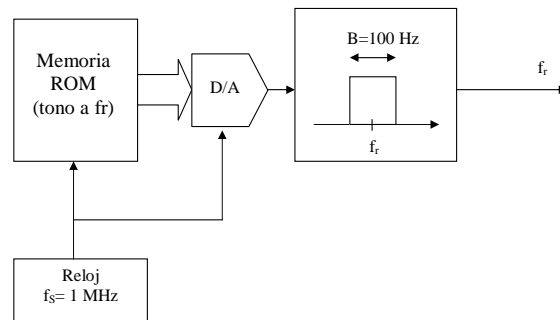 Memoria
ROM
(tono a fr)
D/A
B=100 Hz
fr
fr
Reloj
fS= 1 MHz